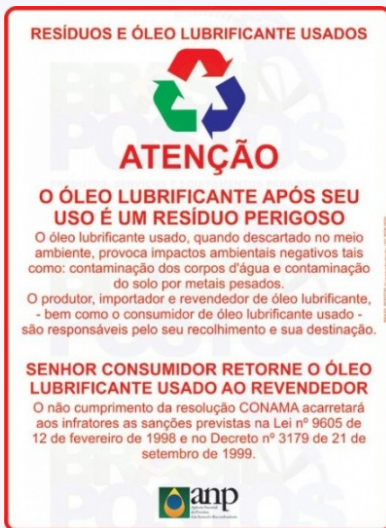 RESÍDUOS E ÓLEO LUBRIFICANTE USADOS
ATENÇÃO
O ÓLEO LUBRIFICANTE APÓS SEU
USO É UM RESÍDUO PERIGOSO
O óleo lubrificante usado, quando descartado no meio
ambiente, provoca impactos ambientais negativos tais
como: contaminação dos corpos d'água e contaminação
do solo por metais pesados.
O produtor, importador e revendedor de óleo lubrificante,
- bem como o consumidor de óleo lubrificante usado -
são responsáveis pelo seu recolhimento e sua destinação.
SENHOR CONSUMIDOR RETORNE O ÓLEO
LUBRIFICANTE USADO AO REVENDEDOR
O não cumprimento da resolução CONAMA acarretará
aos infratores as sanções previstas na Lei nº 9605 de
12 de fevereiro de 1998 e no Decreto nº 3179 de 21 de
setembro de 1999.
anp